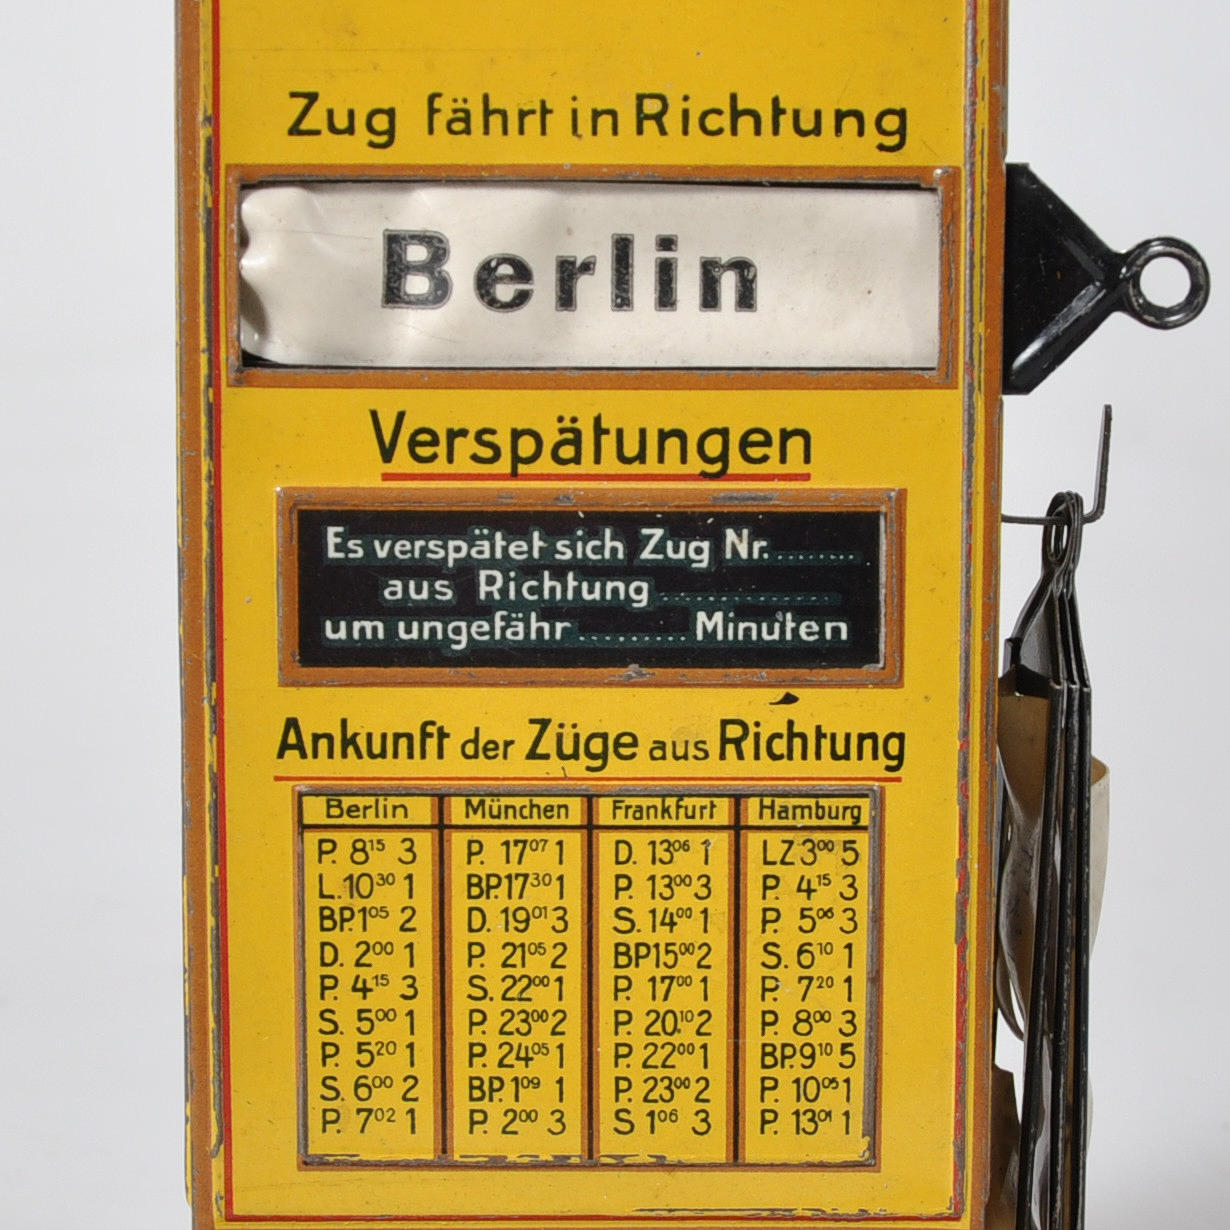 Zug fährt in Richtung
Berlin
Verspätungen
Es verspätet sich Zug Nr.........
aus Richtung .............
um ungefähr ......... Minuten
Ankunft der Züge aus Richtung
Berlin München Frankfurt Hamburg
P. 8¹⁵ 3 P. 17⁰⁷ 1 D. 13⁰⁶ 1 LZ 3⁰⁰ 5
L. 10³⁰ 1 BP. 17³⁰ 1 P. 13⁰⁰ 3 P. 4¹⁵ 3
BP. 1⁰⁵ 2 D. 19⁰¹ 3 S. 14⁰⁰ 1 P. 5⁰⁶ 3
D. 2⁰⁰ 1 P. 21⁰⁵ 2 BP 15⁰⁰ 2 S. 6¹⁰ 1
P. 4¹⁵ 3 S. 22⁰⁰ 1 P. 17⁰⁰ 1 P. 7²⁰ 1
S. 5⁰⁰ 1 P. 23⁰⁰ 2 P. 20¹⁰ 2 P. 8⁰⁰ 3
P. 5²⁰ 1 P. 24⁰⁵ 1 P. 22⁰⁰ 1 BP. 9¹⁰ 5
S. 6⁰⁰ 2 BP. 1⁰⁹ 1 P. 23⁰⁰ 2 P. 10⁰⁵ 1
P. 7⁰² 1 P. 2⁰⁰ 3 S 1⁰⁶ 3 P. 13⁰¹ 1